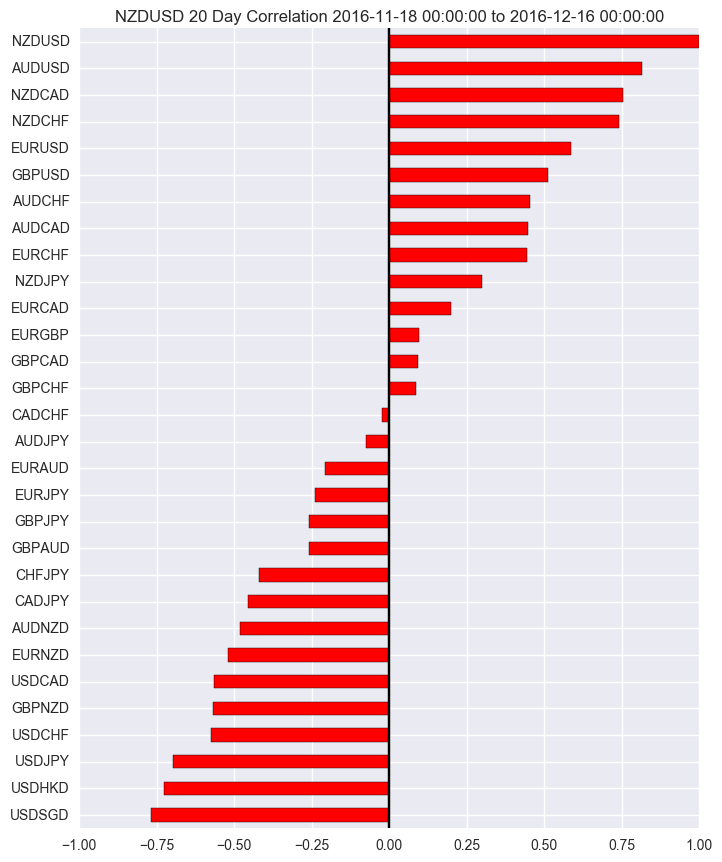 NZDUSD 20 Day Correlation 2016-11-18 00:00:00 to 2016-12-16 00:00:00
NZDUSD
AUDUSD
NZDCAD
NZDCHF
EURUSD
GBPUSD
AUDCHF
AUDCAD
EURCHF
NZDJPY
EURCAD
EURGBP
GBPCAD
GBPCHF
CADCHF
AUDJPY
EURAUD
EURJPY
GBPJPY
GBPAUD
CHFJPY
CADJPY
AUDNZD
EURNZD
USDCAD
GBPNZD
USDCHF
USDJPY
USDHKD
USDSGD
−1.00 −0.75 −0.50 −0.25 0.00 0.25 0.50 0.75 1.00